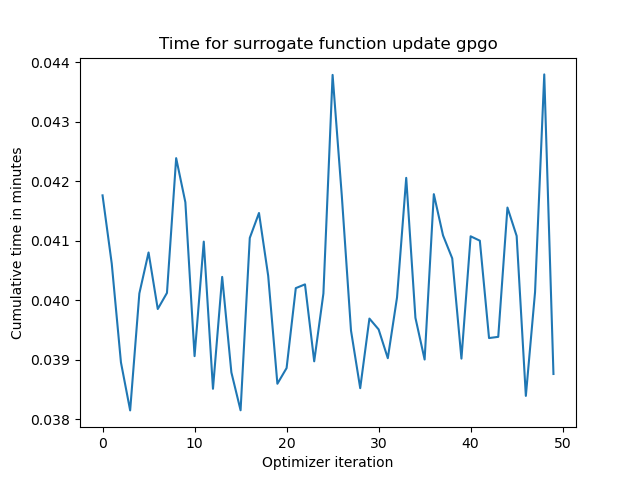 Time for surrogate function update gpgo
0.044
0.043
0.042
0.041
0.040
0.039
0.038
Cumulative time in minutes
0 10 20 30 40 50
Optimizer iteration